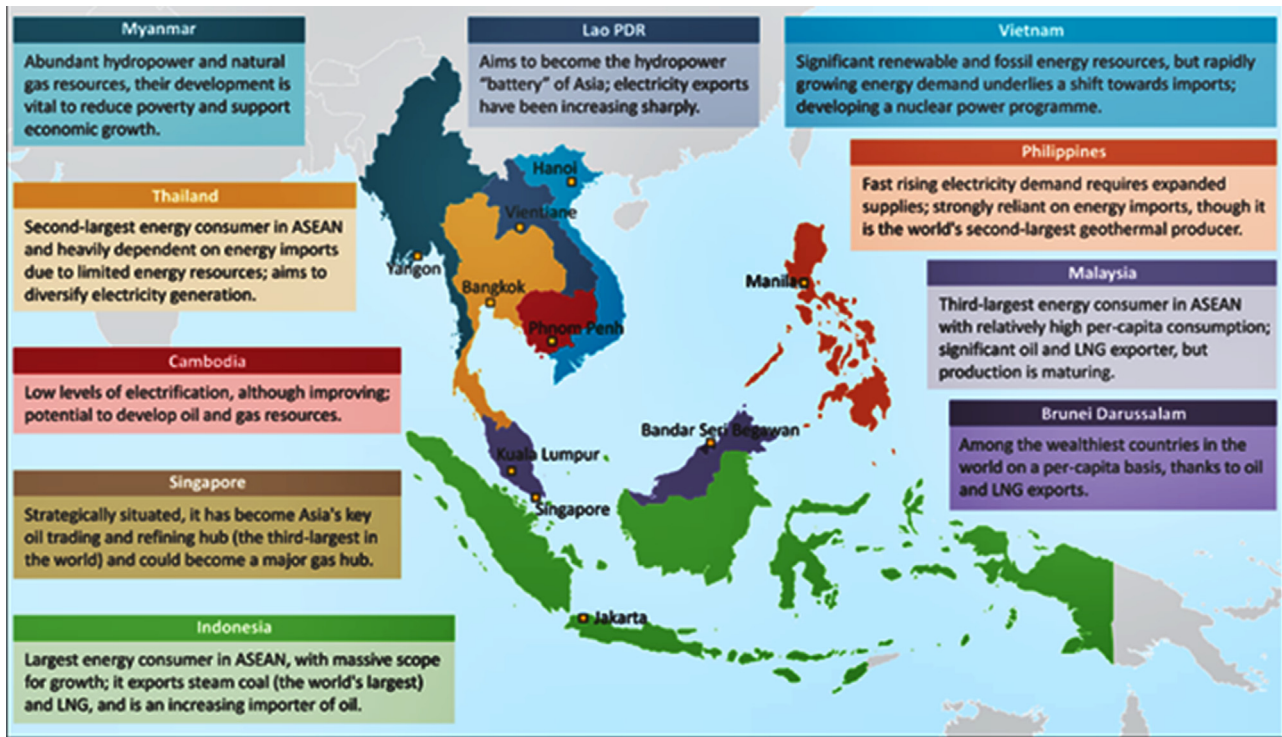 Myanmar
Abundant hydropower and natural
gas resources, their development is
vital to reduce poverty and support
economic growth.
Lao PDR
Aims to become the hydropower
“battery” of Asia; electricity exports
have been increasing sharply.
Vietnam
Significant renewable and fossil energy resources, but rapidly
growing energy demand underlies a shift towards imports;
developing a nuclear power programme.
Thailand
Second-largest energy consumer in ASEAN
and heavily dependent on energy imports
due to limited energy resources; aims to
diversify electricity generation.
Philippines
Fast rising electricity demand requires expanded
supplies; strongly reliant on energy imports, though it
is the world's second-largest geothermal producer.
Malaysia
Third-largest energy consumer in ASEAN
with relatively high per-capita consumption;
significant oil and LNG exporter, but
production is maturing.
Cambodia
Low levels of electrification, although improving;
potential to develop oil and gas resources.
Brunei Darussalam
Among the wealthiest countries in the
world on a per-capita basis, thanks to oil
and LNG exports.
Singapore
Strategically situated, it has become Asia's key
oil trading and refining hub (the third-largest in
the world) and could become a major gas hub.
Indonesia
Largest energy consumer in ASEAN, with massive scope
for growth; it exports steam coal (the world's largest)
and LNG, and is an increasing importer of oil.
Hanoi
Vientiane
Yangon
Bangkok
Manila
Phnom Penh
Bandar Seri Begawan
Kuala Lumpur
Singapore
Jakarta